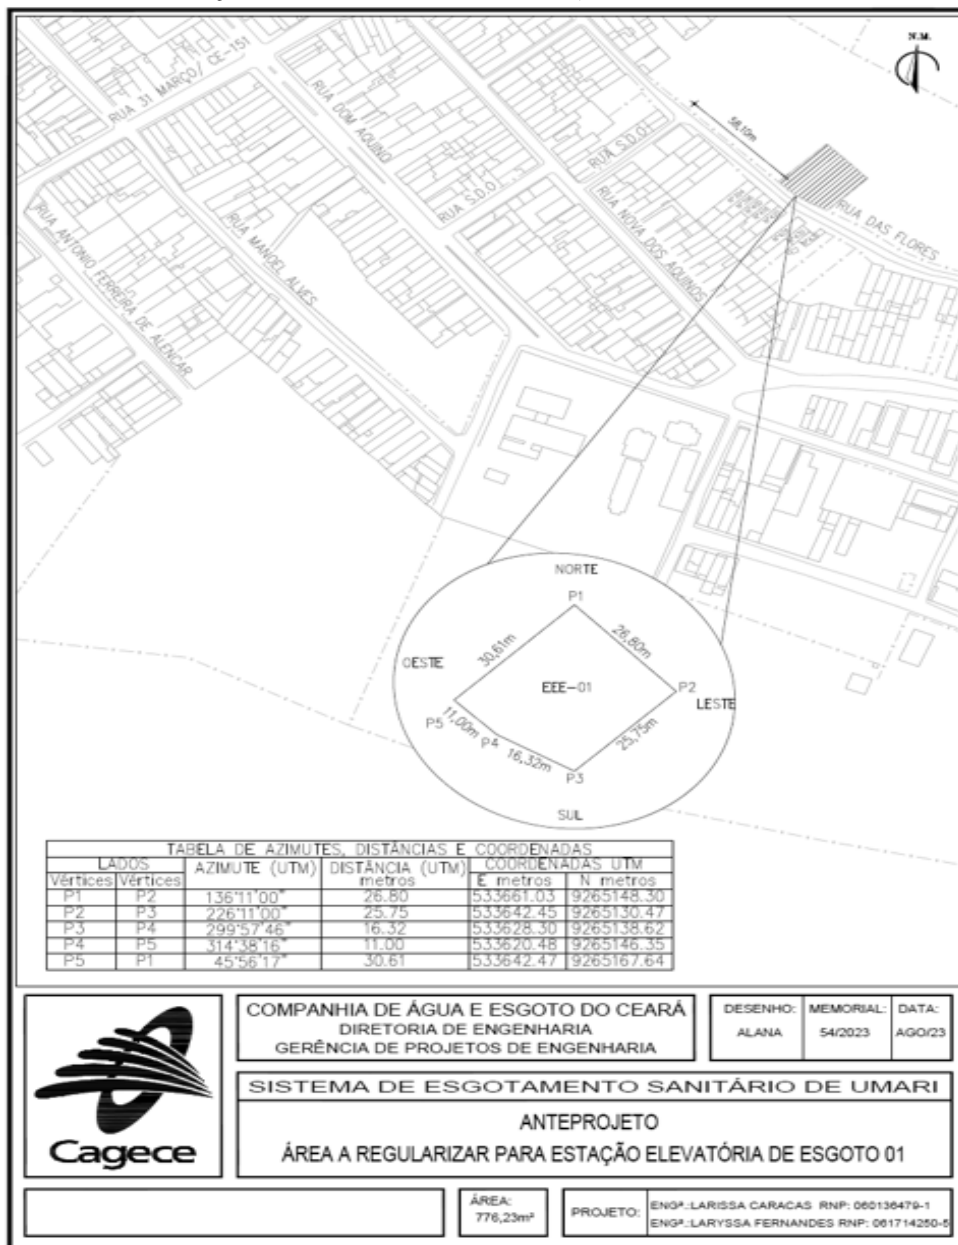 N.M.
RUA 31 MARÇO/ CE-151
RUA DOM AQUINO
58,10m
RUA S.D.O1
RUA S.D.O.
RUA NOVA DOS AQUINOS
RUA DAS FLORES
RUA ANTONIO FERREIRA DE ALENCAR
RUA MANOEL ALVES
NORTE
P1
30,61m
26,80m
OESTE
EEE-01
P2
LESTE
P5
11,00m
P4
16,32m
25,75m
P3
SUL
TABELA DE AZIMUTES, DISTÂNCIAS E COORDENADAS
LADOS AZIMUTE (UTM) DISTÂNCIA (UTM) COORDENADAS UTM
Vértices Vértices metros E metros N metros
P1 P2 136°11'00" 26.80 533661.03 9265148.30
P2 P3 226°11'00" 25.75 533642.45 9265130.47
P3 P4 299°57'46" 16.32 533628.30 9265138.62
P4 P5 314°38'16" 11.00 533620.48 9265146.35
P5 P1 45°56'17" 30.61 533642.47 9265167.64
Cagece
COMPANHIA DE ÁGUA E ESGOTO DO CEARÁ
DIRETORIA DE ENGENHARIA
GERÊNCIA DE PROJETOS DE ENGENHARIA
DESENHO: MEMORIAL: DATA:
ALANA 54/2023 AGO/23
SISTEMA DE ESGOTAMENTO SANITÁRIO DE UMARI
ANTEPROJETO
ÁREA A REGULARIZAR PARA ESTAÇÃO ELEVATÓRIA DE ESGOTO 01
ÁREA:
776,23m²
PROJETO:
ENGª.:LARISSA CARACAS RNP: 060136479-1
ENGª.:LARYSSA FERNANDES RNP: 061714250-5